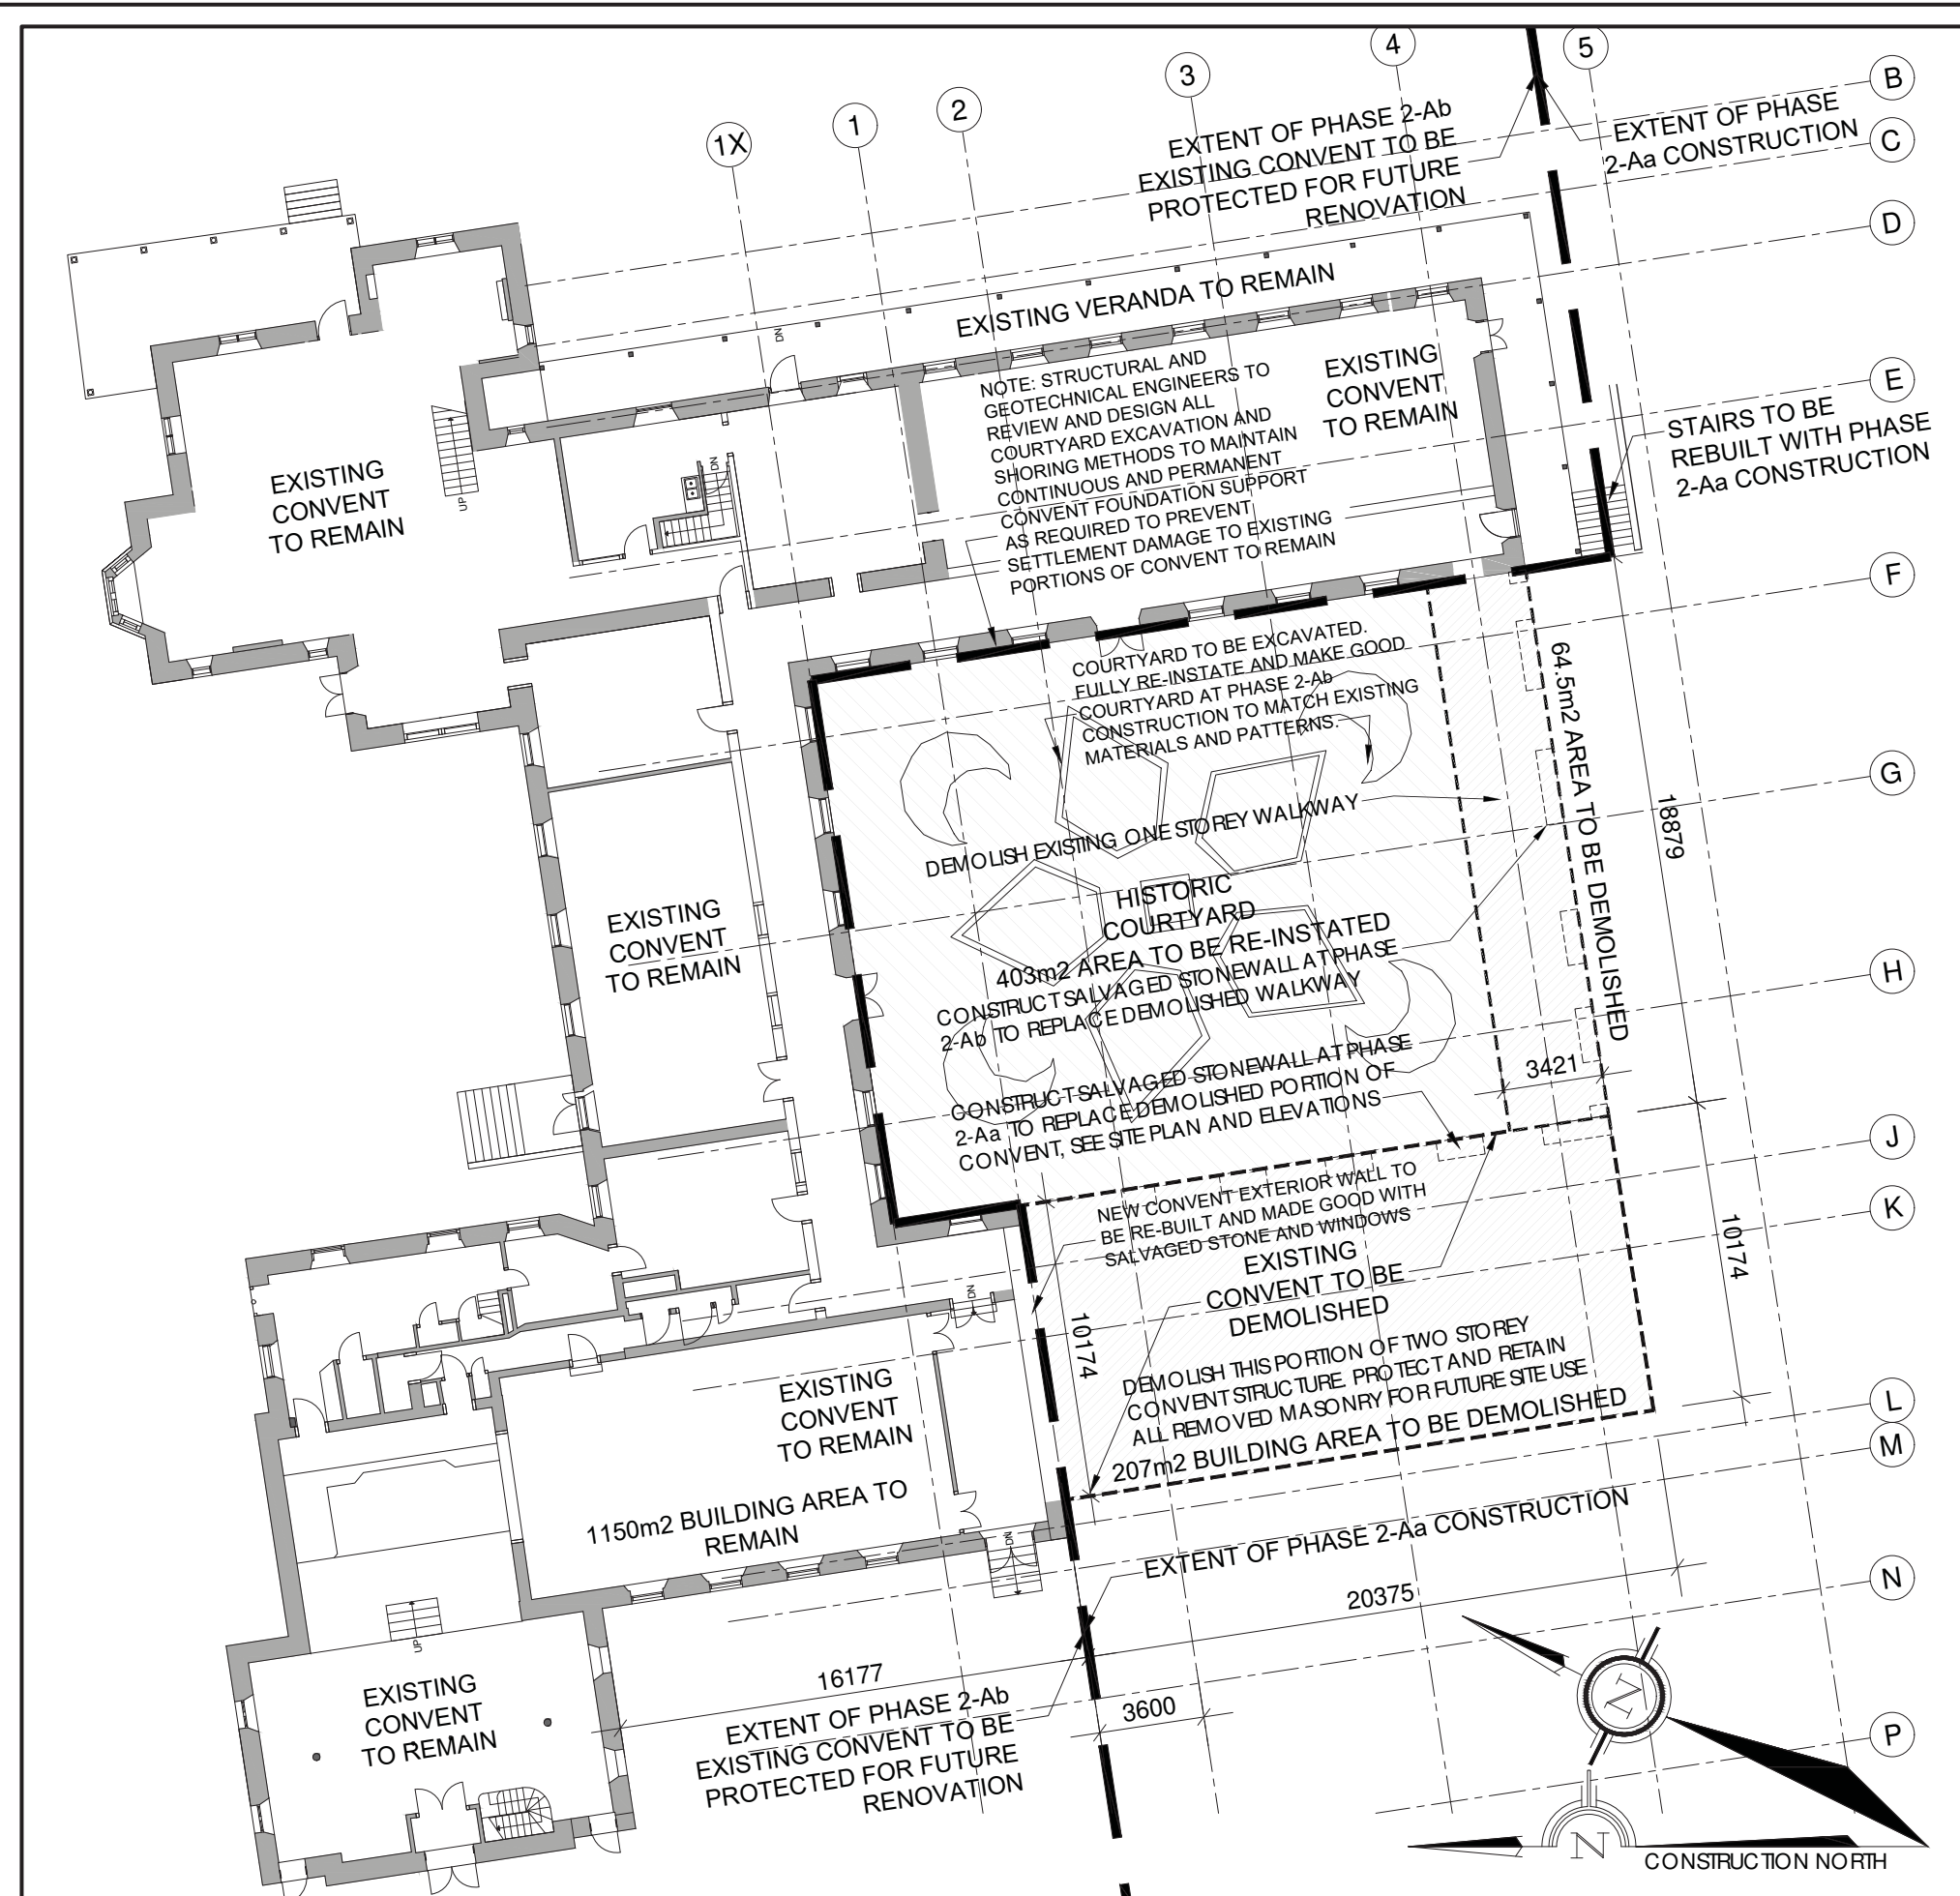 1X
1
2
3
4
5
B
C
D
E
F
G
H
J
K
L
M
N
P
EXTENT OF PHASE 2-Ab
EXISTING CONVENT TO BE
PROTECTED FOR FUTURE
RENOVATION
EXTENT OF PHASE
2-Aa CONSTRUCTION
EXISTING VERANDA TO REMAIN
DN
NOTE: STRUCTURAL AND
GEOTECHNICAL ENGINEERS TO
REVIEW AND DESIGN ALL
COURTYARD EXCAVATION AND
SHORING METHODS TO MAINTAIN
CONTINUOUS AND PERMANENT
CONVENT FOUNDATION SUPPORT
AS REQUIRED TO PREVENT
SETTLEMENT DAMAGE TO EXISTING
PORTIONS OF CONVENT TO REMAIN
EXISTING
CONVENT
TO REMAIN
STAIRS TO BE
REBUILT WITH PHASE
2-Aa CONSTRUCTION
EXISTING
CONVENT
TO REMAIN
UP
DN
COURTYARD TO BE EXCAVATED.
FULLY RE-INSTATE AND MAKE GOOD
COURTYARD AT PHASE 2-Ab
CONSTRUCTION TO MATCH EXISTING
MATERIALS AND PATTERNS.
64.5m2 AREA TO BE DEMOLISHED
18879
DEMOLISH EXISTING ONE STOREY WALKWAY
HISTORIC
COURTYARD
403m2 AREA TO BE RE-INSTATED
CONSTRUCT SALVAGED STONEWALL AT PHASE
2-Ab TO REPLACE DEMOLISHED WALKWAY
EXISTING
CONVENT
TO REMAIN
CONSTRUCT SALVAGED STONEWALL AT PHASE
2-Aa TO REPLACE DEMOLISHED PORTION OF
CONVENT, SEE SITE PLAN AND ELEVATIONS
3421
NEW CONVENT EXTERIOR WALL TO
BE RE-BUILT AND MADE GOOD WITH
SALVAGED STONE AND WINDOWS
EXISTING
CONVENT TO BE
DEMOLISHED
10174
10174
DN
DEMOLISH THIS PORTION OF TWO STOREY
CONVENT STRUCTURE. PROTECT AND RETAIN
ALL REMOVED MASONRY FOR FUTURE SITE USE
207m2 BUILDING AREA TO BE DEMOLISHED
EXISTING
CONVENT
TO REMAIN
1150m2 BUILDING AREA TO
REMAIN
DN
EXTENT OF PHASE 2-Aa CONSTRUCTION
20375
16177
3600
UP
EXISTING
CONVENT
TO REMAIN
EXTENT OF PHASE 2-Ab
EXISTING CONVENT TO BE
PROTECTED FOR FUTURE
RENOVATION
N
N
CONSTRUCTION NORTH